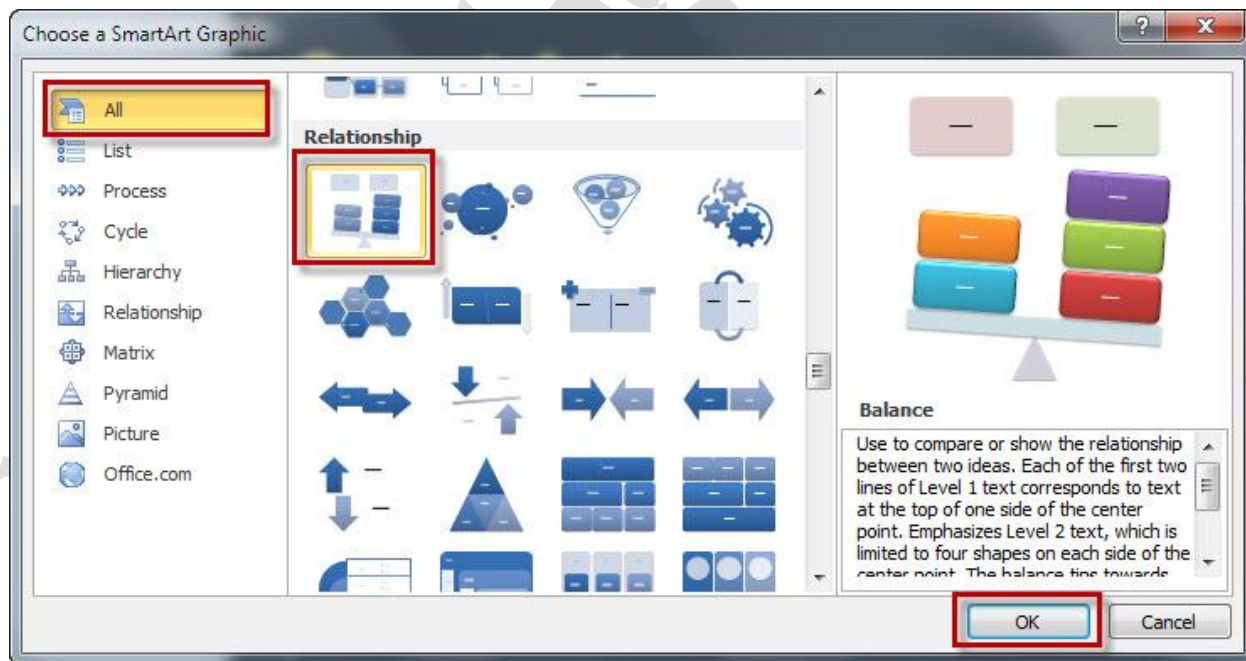 Choose a SmartArt Graphic
All
List
Process
Cycle
Hierarchy
Relationship
Matrix
Pyramid
Picture
Office.com
Relationship
Balance
Use to compare or show the relationship
between two ideas. Each of the first two
lines of Level 1 text corresponds to text
at the top of one side of the center
point. Emphasizes Level 2 text, which is
limited to four shapes on each side of the
center point. The balance tips towards
OK
Cancel